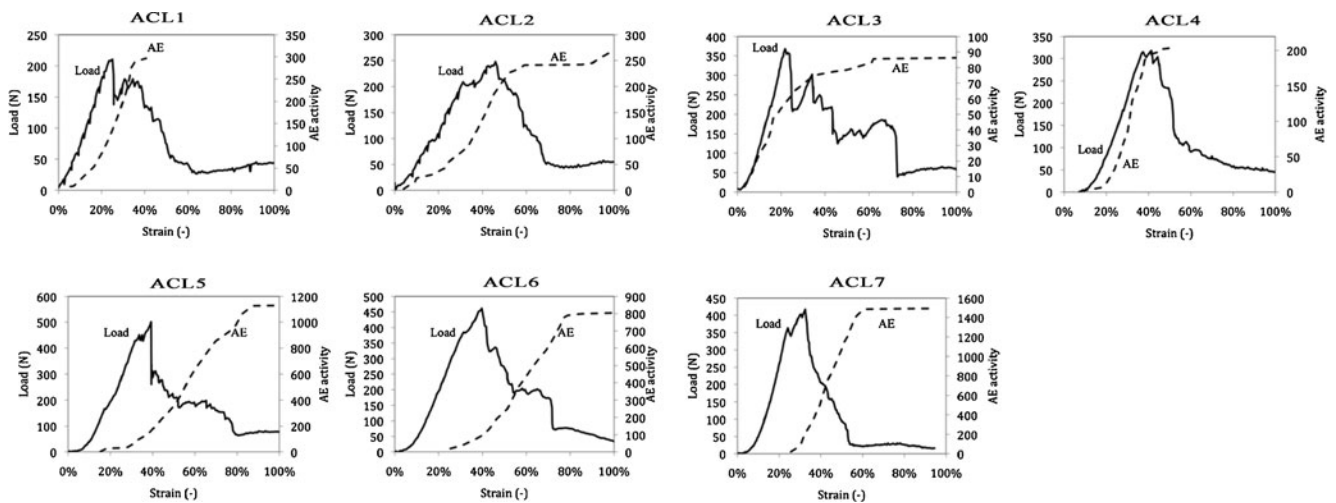 ACL1
250
200
150
100
50
0
Load (N)
350
300
250
200
150
100
50
0
AE activity
Load
AE
0% 20% 40% 60% 80% 100%
Strain (-)
ACL2
300
250
200
150
100
50
0
Load (N)
300
250
200
150
100
50
0
AE activity
Load
AE
0% 20% 40% 60% 80% 100%
Strain (-)
ACL3
400
350
300
250
200
150
100
50
0
Load (N)
100
90
80
70
60
50
40
30
20
10
0
AE activity
Load
AE
0% 20% 40% 60% 80% 100%
Strain (-)
ACL4
350
300
250
200
150
100
50
0
Load (N)
200
150
100
50
0
AE activity
Load
AE
0% 20% 40% 60% 80% 100%
Strain (-)
ACL5
600
500
400
300
200
100
0
Load (N)
1200
1000
800
600
400
200
0
AE activity
Load
AE
0% 20% 40% 60% 80% 100%
Strain (-)
ACL6
500
450
400
350
300
250
200
150
100
50
0
Load (N)
900
800
700
600
500
400
300
200
100
0
AE activity
Load
AE
0% 20% 40% 60% 80% 100%
Strain (-)
ACL7
450
400
350
300
250
200
150
100
50
0
Load (N)
1600
1400
1200
1000
800
600
400
200
0
AE activity
Load
AE
0% 20% 40% 60% 80% 100%
Strain (-)